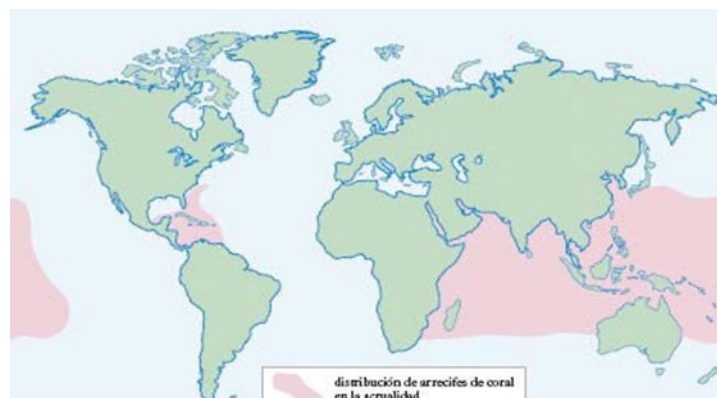 distribución de arrecifes de coral
en la actualidad